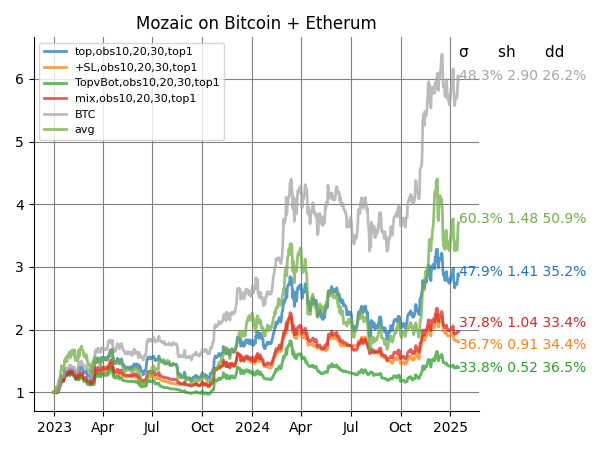 Mozaic on Bitcoin + Etherum
σ sh dd
top,obs10,20,30,top1
+SL,obs10,20,30,top1
TopvBot,obs10,20,30,top1
mix,obs10,20,30,top1
BTC
avg
48.3% 2.90 26.2%
60.3% 1.48 50.9%
47.9% 1.41 35.2%
37.8% 1.04 33.4%
36.7% 0.91 34.4%
33.8% 0.52 36.5%
6
5
4
3
2
1
2023 Apr Jul Oct 2024 Apr Jul Oct 2025